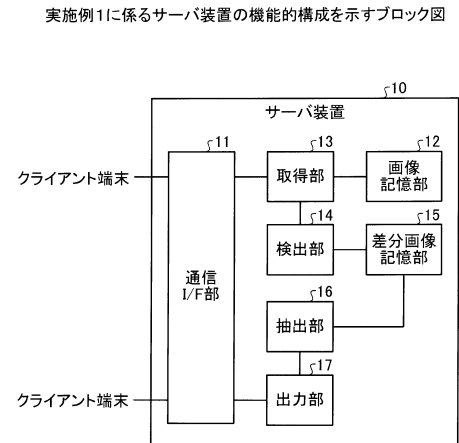 実施例1に係るサーバ装置の機能的構成を示すブロック図
10
サーバ装置
11
13
12
クライアント端末
取得部
画像
記憶部
14
15
検出部
差分画像
記憶部
通信
I/F部
16
抽出部
17
クライアント端末
出力部